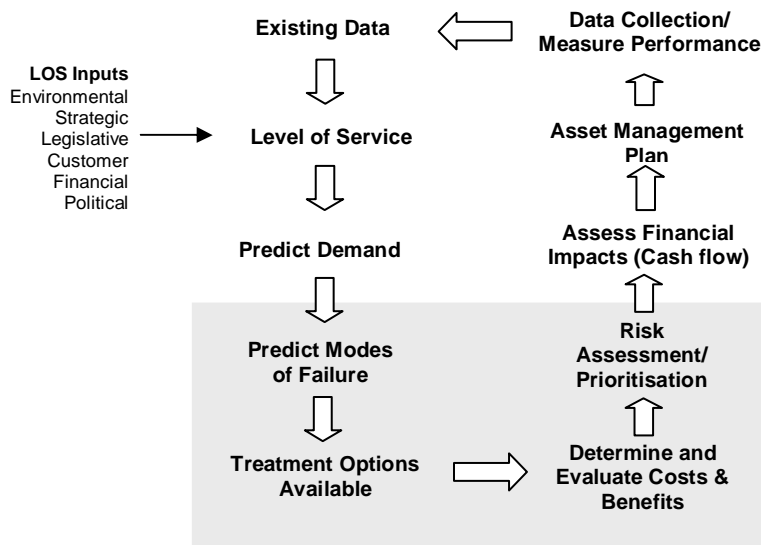 Existing Data
Data Collection/
Measure Performance
LOS Inputs
Environmental
Strategic
Legislative
Customer
Financial
Political
Level of Service
Asset Management
Plan
Predict Demand
Assess Financial
Impacts (Cash flow)
Predict Modes
of Failure
Risk
Assessment/
Prioritisation
Treatment Options
Available
Determine and
Evaluate Costs &
Benefits